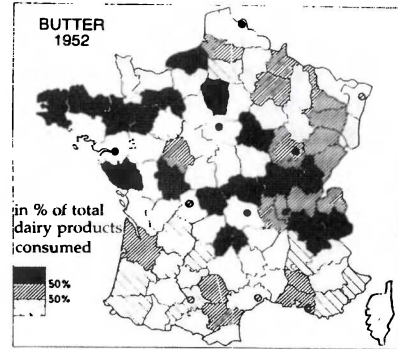 BUTTER
1952
in % of total
dairy products
consumed
50%
30%